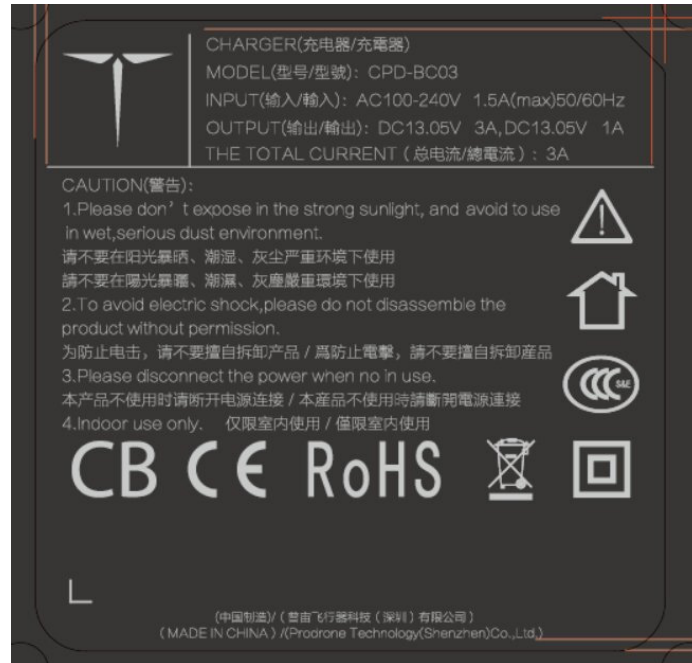 CHARGER(充电器/充電器)
MODEL(型号/型號): CPD-BC03
INPUT(输入/輸入): AC100-240V 1.5A(max)50/60Hz
OUTPUT(输出/輸出): DC13.05V 3A,DC13.05V 1A
THE TOTAL CURRENT ( 总电流/總電流 ) : 3A
CAUTION(警告):
1.Please don’ t expose in the strong sunlight, and avoid to use
in wet,serious dust environment.
请不要在阳光暴晒、潮湿、灰尘严重环境下使用
請不要在陽光暴曬、潮濕、灰塵嚴重環境下使用
2.To avoid electric shock,please do not disassemble the
product without permission.
为防止电击，请不要擅自拆卸产品 / 爲防止電擊，請不要擅自拆卸産品
3.Please disconnect the power when no in use.
本产品不使用时请断开电源连接 / 本産品不使用時請斷開電源連接
4.Indoor use only. 仅限室内使用 / 僅限室内使用
CCC S&E
CB CE RoHS
(中国制造)/ ( 飞行器科技 ( 深圳 ) 有限公司 )
( MADE IN CHINA ) /(Prodrone Technology(Shenzhen)Co.,Ltd,)